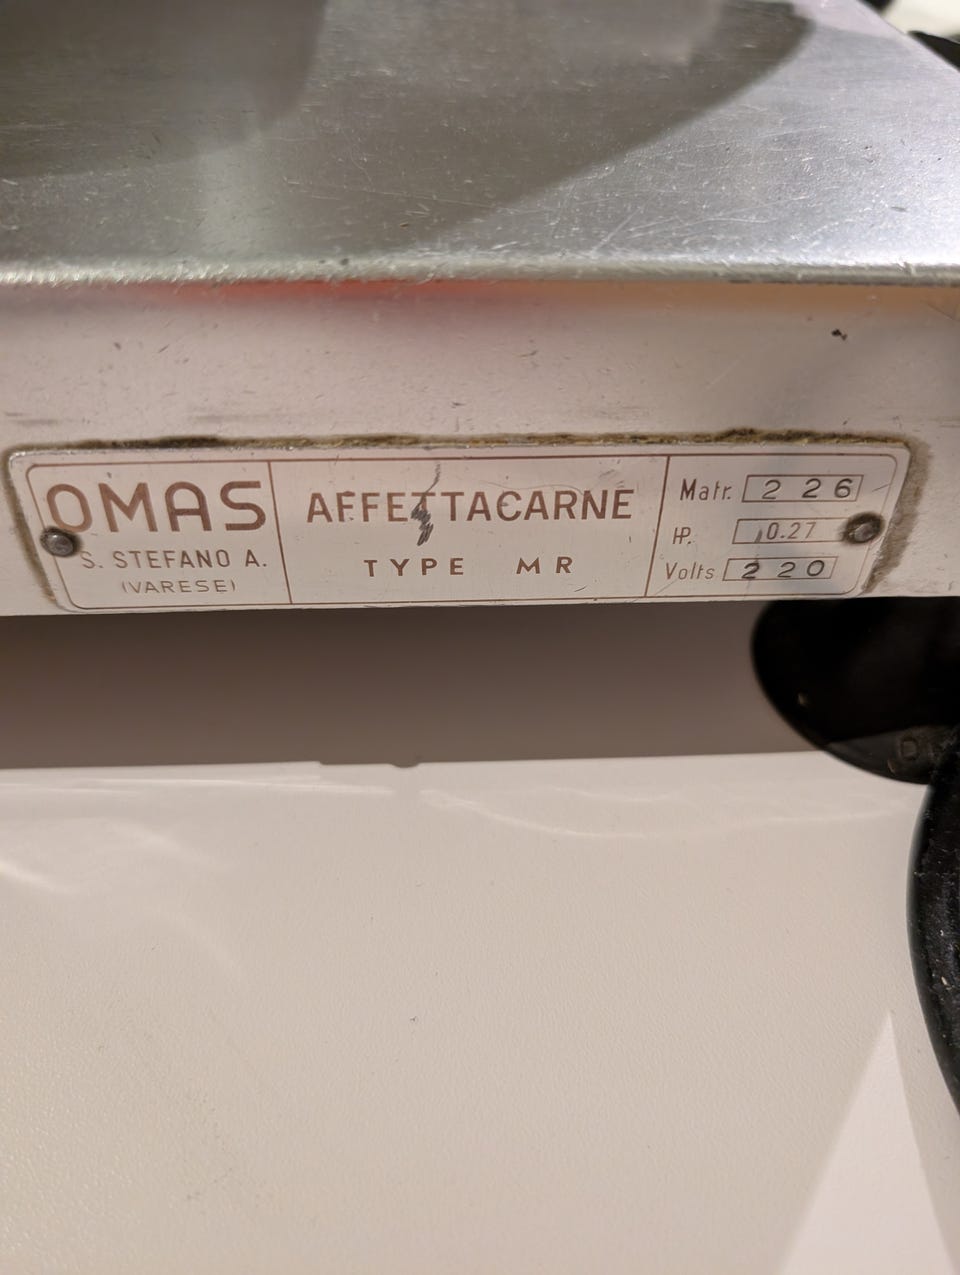 OMAS
S. STEFANO A.
(VARESE)
AFFETTACARNE
TYPE MR
Matr. 226
HP. 0.27
Volts 220